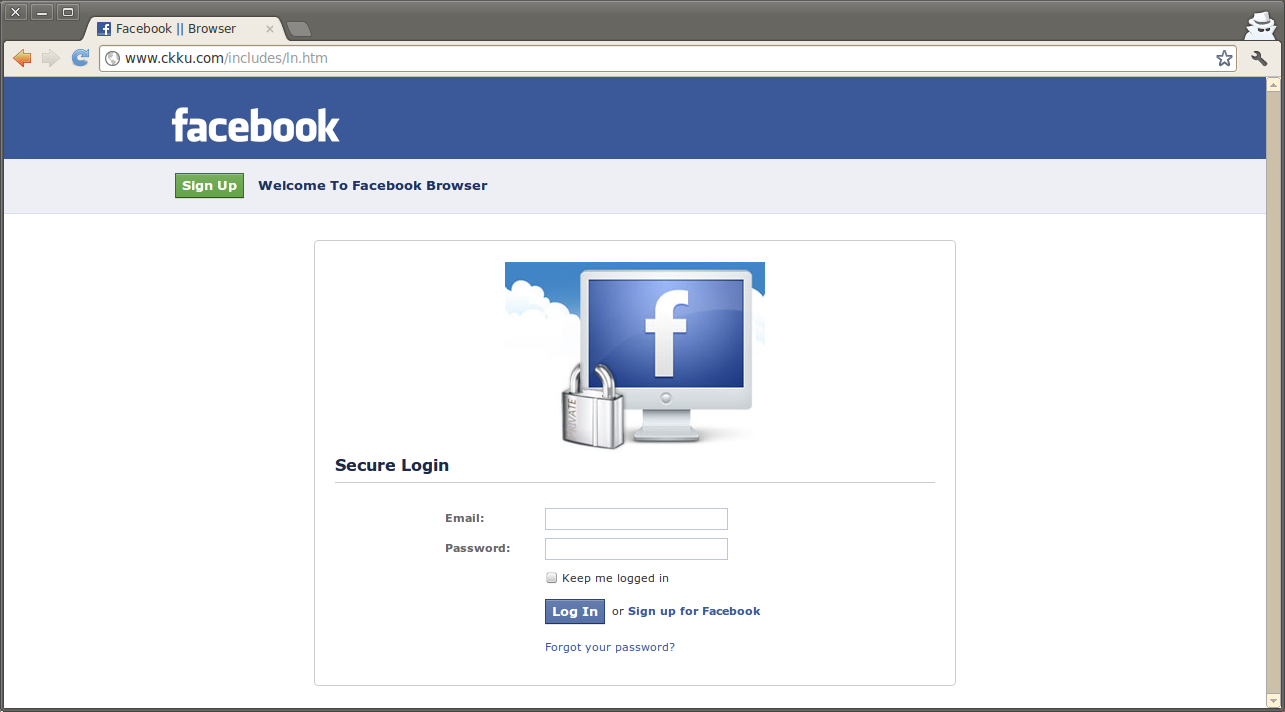 Facebook || Browser
www.ckku.com/includes/ln.htm
facebook
Sign Up Welcome To Facebook Browser
f
PRIVATE
Secure Login
Email:
Password:
Keep me logged in
Log In or Sign up for Facebook
Forgot your password?